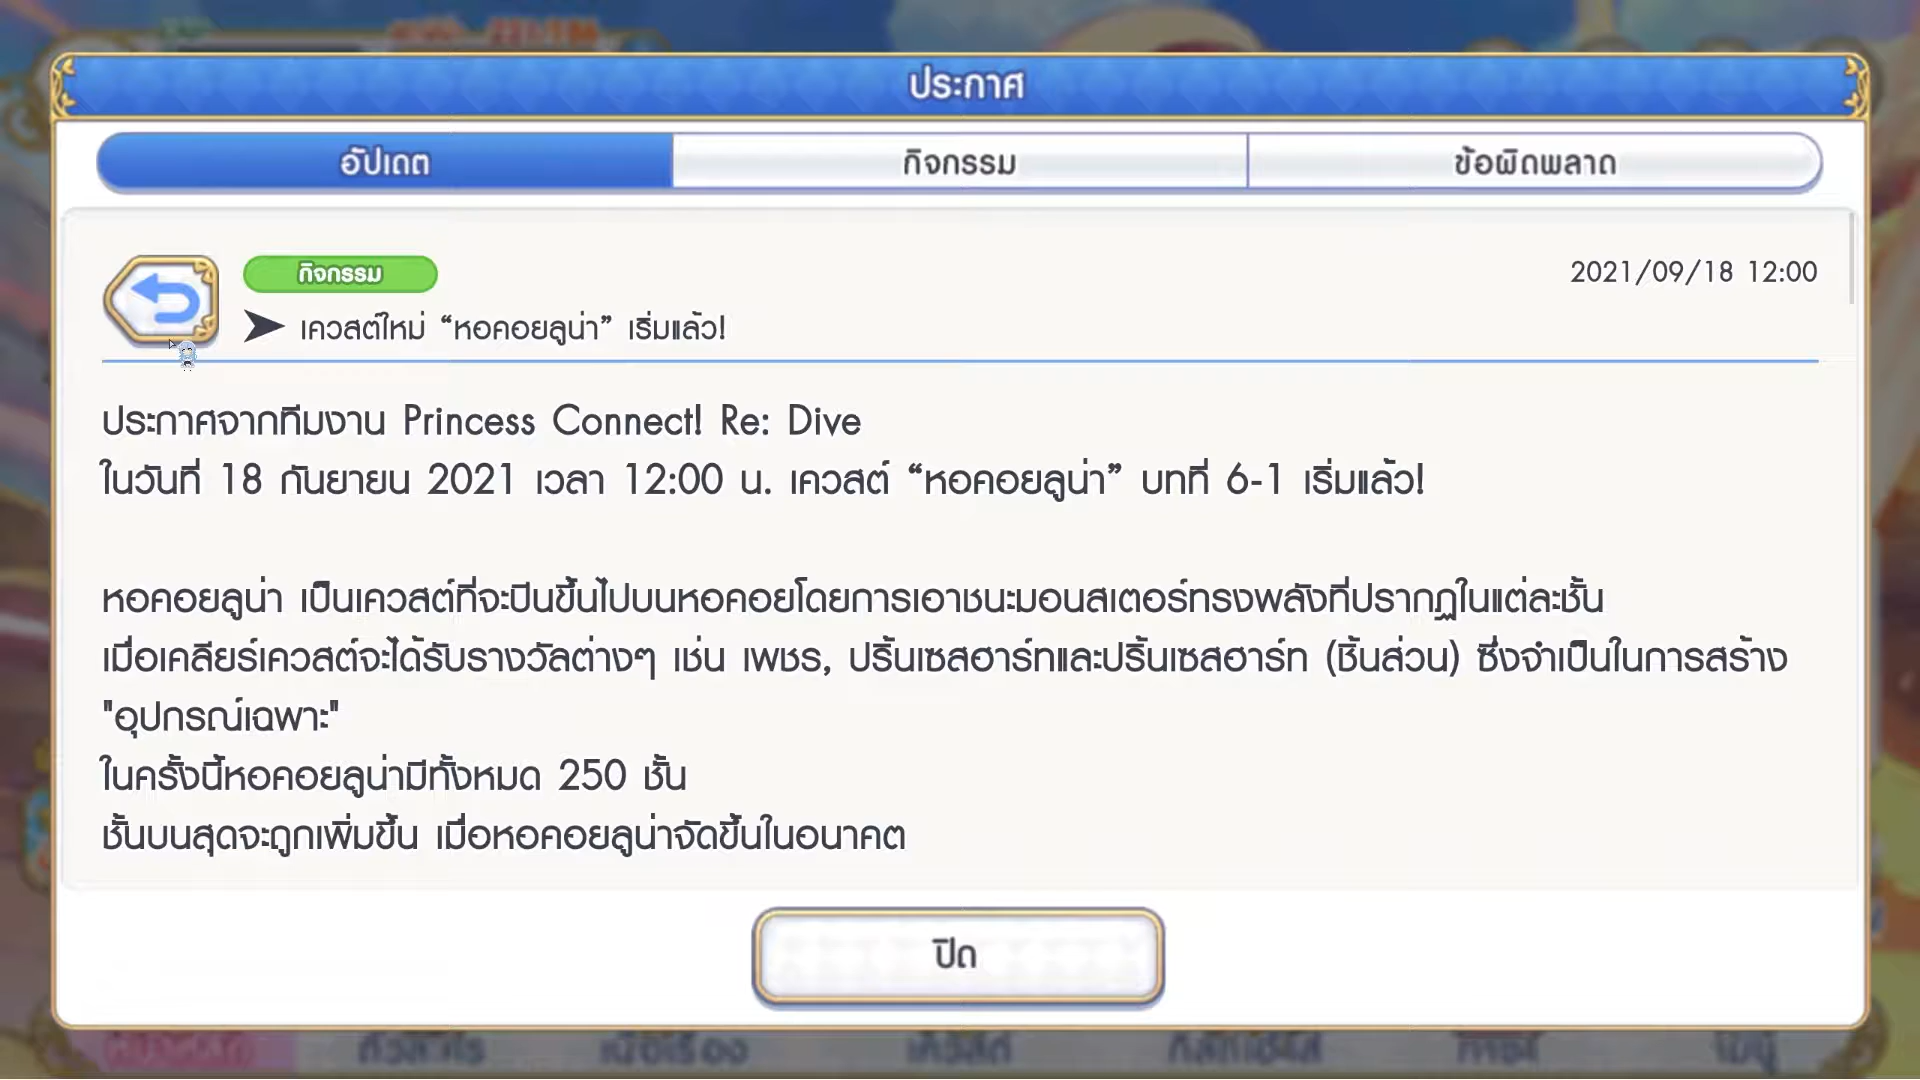 ประกาศ
อัปเดต
กิจกรรม
ข้อผิดพลาด
กิจกรรม
2021/09/18 12:00
เควสต์ใหม่ “หอคอยลูน่า” เริ่มแล้ว!
ประกาศจากทีมงาน Princess Connect! Re: Dive
ในวันที่ 18 กันยายน 2021 เวลา 12:00 น. เควสต์ “หอคอยลูน่า” บทที่ 6-1 เริ่มแล้ว!
หอคอยลูน่า เป็นเควสต์ที่จะปีนขึ้นไปบนหอคอยโดยการเอาชนะมอนสเตอร์ทรงพลังที่ปรากฏในแต่ละชั้น
เมื่อเคลียร์เควสต์จะได้รับรางวัลต่างๆ เช่น เพชร, ปริ้นเซสฮาร์ทและปริ้นเซสฮาร์ท (ชิ้นส่วน) ซึ่งจำเป็นในการสร้าง
"อุปกรณ์เฉพาะ"
ในครั้งนี้หอคอยลูน่ามีทั้งหมด 250 ชั้น
ชั้นบนสุดจะถูกเพิ่มขึ้น เมื่อหอคอยลูน่าจัดขึ้นในอนาคต
ปิด